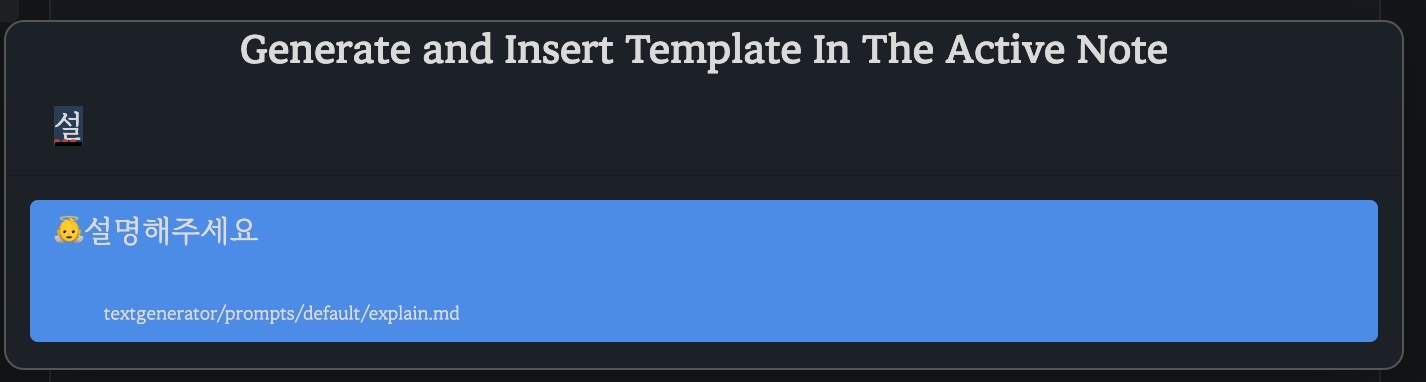 Generate and Insert Template In The Active Note
설
👼설명해주세요
textgenerator/prompts/default/explain.md